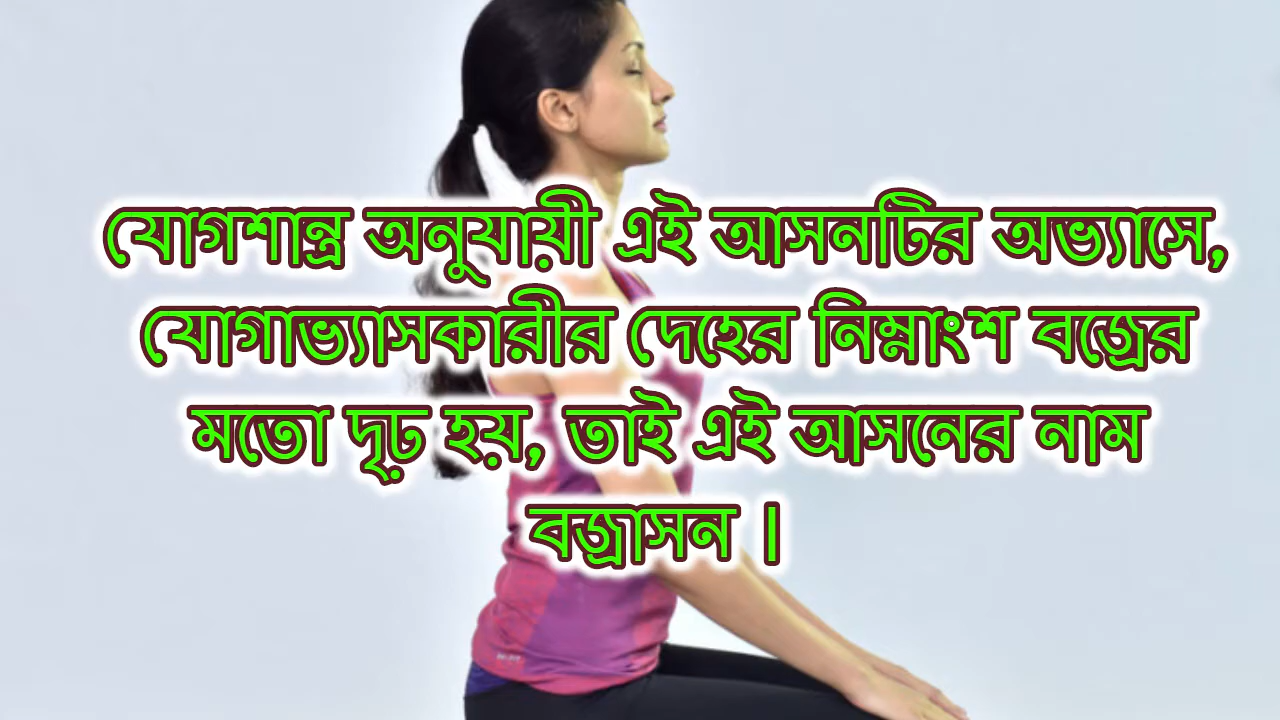 যোগশাস্ত্র অনুযায়ী এই আসনটির অভ্যাসে,
যোগাভ্যাসকারীর দেহের নিম্নাংশ বজ্রের
মতো দৃঢ় হয়, তাই এই আসনের নাম
বজ্রাসন ।